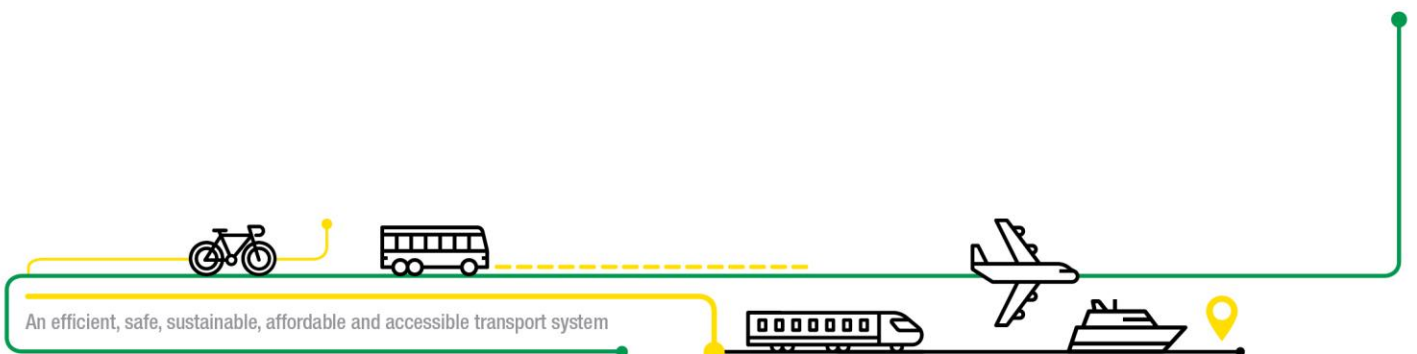 An efficient, safe, sustainable, affordable and accessible transport system